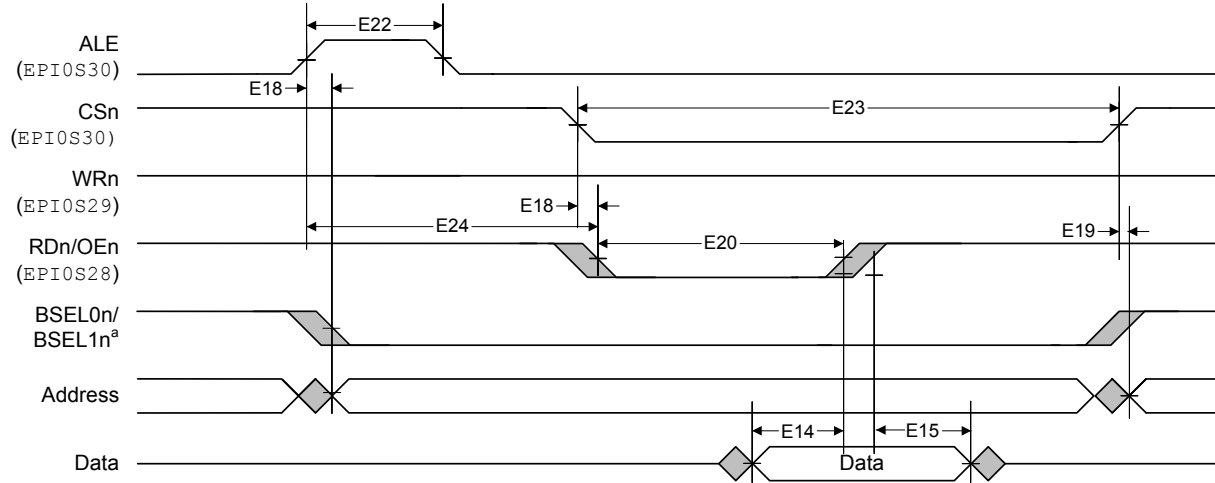 E22
ALE
(EPI0S30)
E18
CSn
(EPI0S30)
E23
WRn
(EPI0S29)
E18
E24
RDn/OEn
(EPI0S28)
E20
E19
BSEL0n/
BSEL1nª
Address
E14
E15
Data
Data